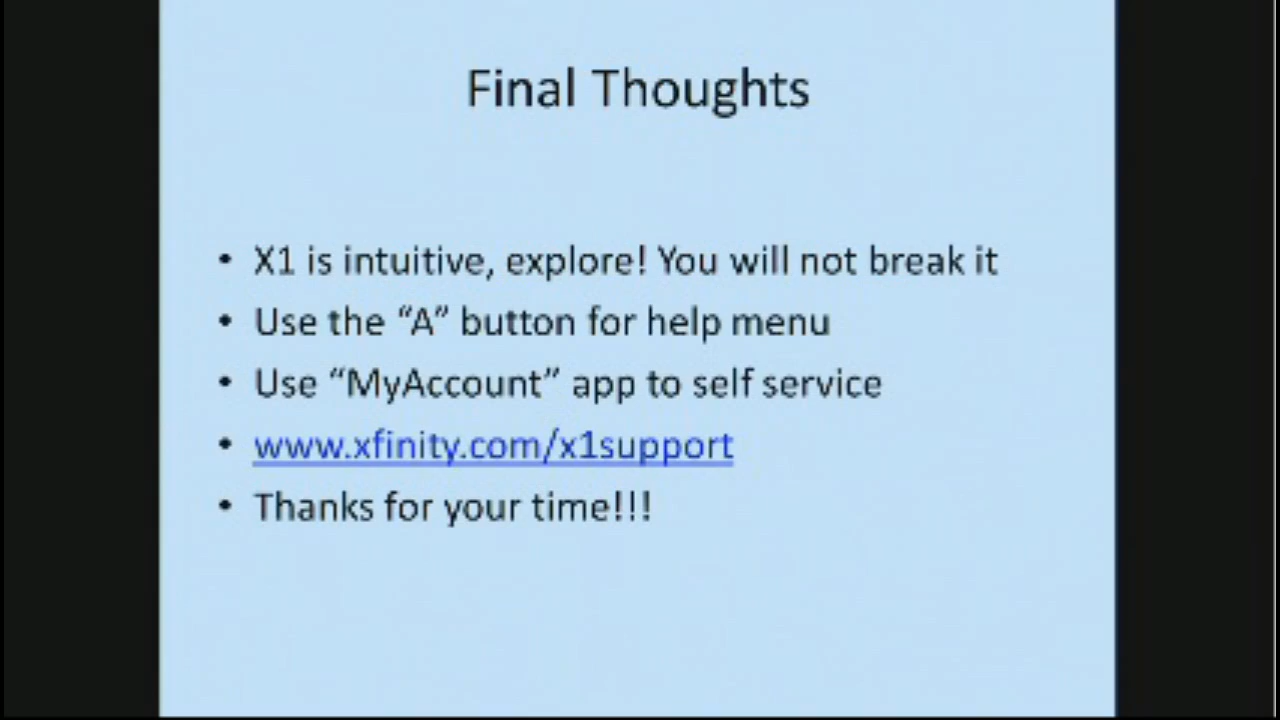 Final Thoughts
• X1 is intuitive, explore! You will not break it
• Use the “A” button for help menu
• Use “MyAccount” app to self service
• www.xfinity.com/x1support
• Thanks for your time!!!